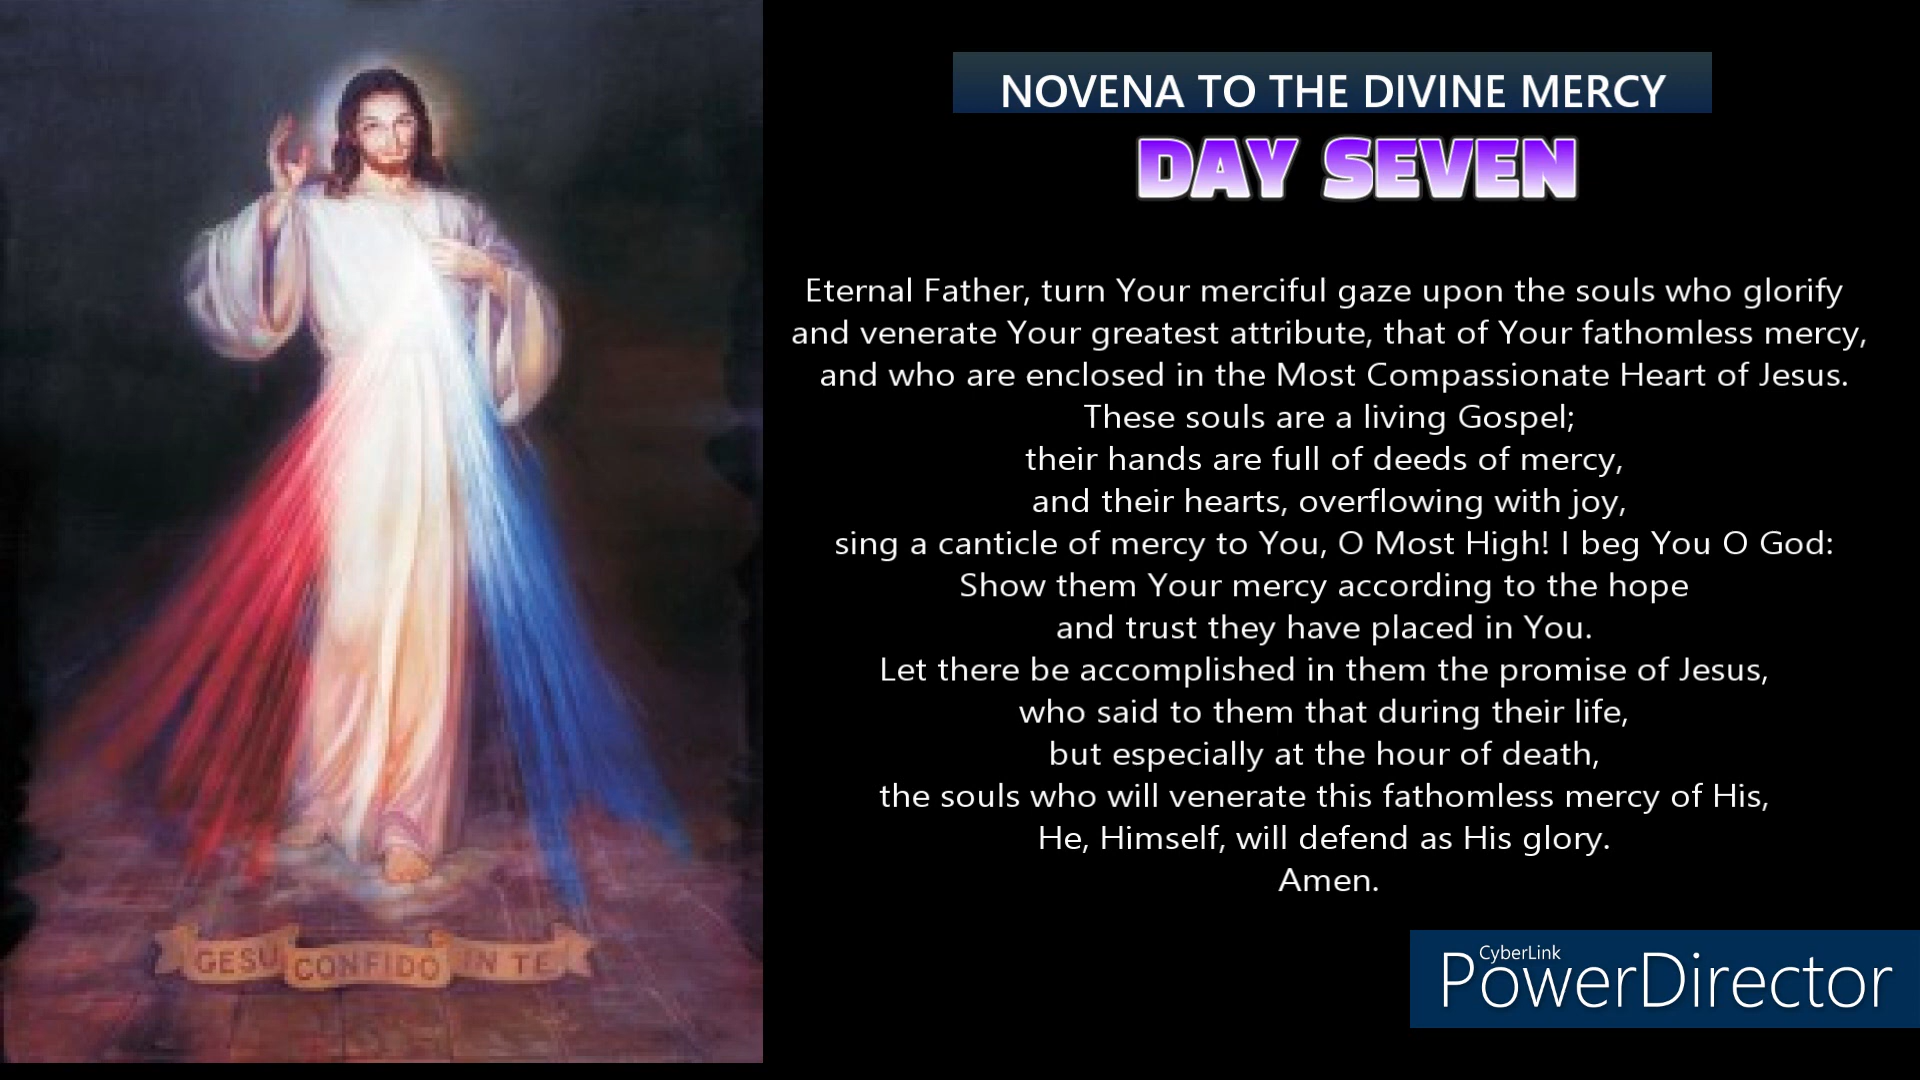 NOVENA TO THE DIVINE MERCY
DAY SEVEN
Eternal Father, turn Your merciful gaze upon the souls who glorify
and venerate Your greatest attribute, that of Your fathomless mercy,
and who are enclosed in the Most Compassionate Heart of Jesus.
These souls are a living Gospel;
their hands are full of deeds of mercy,
and their hearts, overflowing with joy,
sing a canticle of mercy to You, O Most High! I beg You O God:
Show them Your mercy according to the hope
and trust they have placed in You.
Let there be accomplished in them the promise of Jesus,
who said to them that during their life,
but especially at the hour of death,
the souls who will venerate this fathomless mercy of His,
He, Himself, will defend as His glory.
Amen.
GESU CONFIDO IN TE
CyberLink
PowerDirector